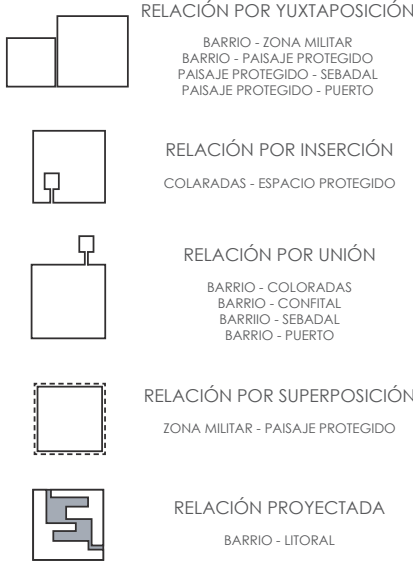 RELACIÓN POR YUXTAPOSICIÓN
BARRIO - ZONA MILITAR
BARRIO - PAISAJE PROTEGIDO
PAISAJE PROTEGIDO - SEBADAL
PAISAJE PROTEGIDO - PUERTO
RELACIÓN POR INSERCIÓN
COLARADAS - ESPACIO PROTEGIDO
RELACIÓN POR UNIÓN
BARRIO - COLORADAS
BARRIO - CONFITAL
BARRIIO - SEBADAL
BARRIO - PUERTO
RELACIÓN POR SUPERPOSICIÓN
ZONA MILITAR - PAISAJE PROTEGIDO
RELACIÓN PROYECTADA
BARRIO - LITORAL